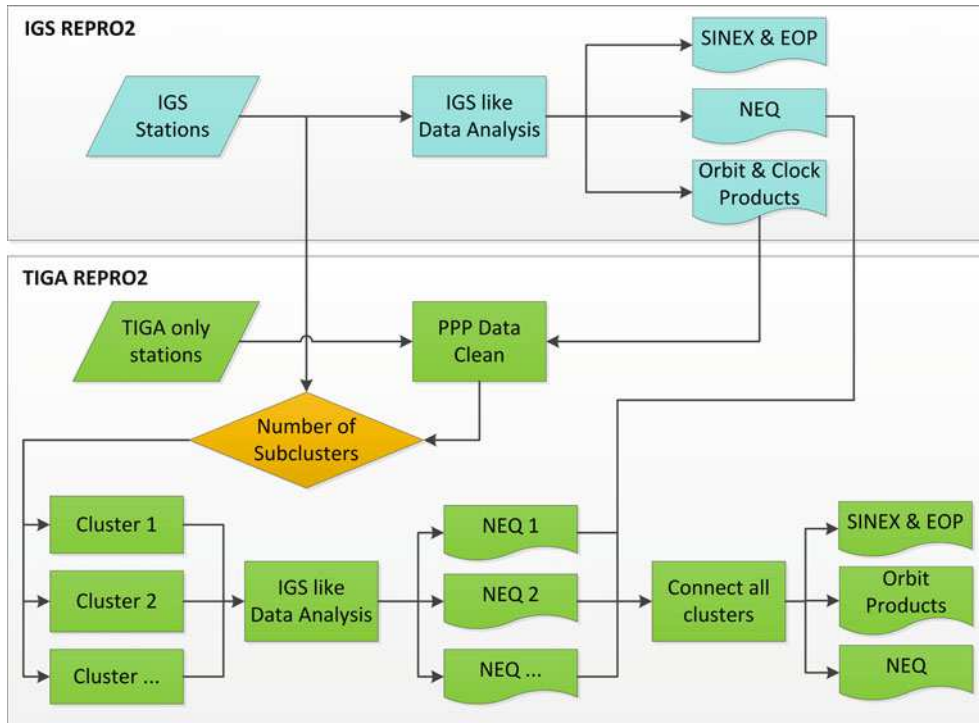 IGS REPRO2
IGS
Stations
IGS like
Data Analysis
SINEX & EOP
NEQ
Orbit & Clock
Products
TIGA REPRO2
TIGA only
stations
PPP Data
Clean
Number of
Subclusters
Cluster 1
Cluster 2
Cluster ...
IGS like
Data Analysis
NEQ 1
NEQ 2
NEQ ...
Connect all
clusters
SINEX & EOP
Orbit
Products
NEQ